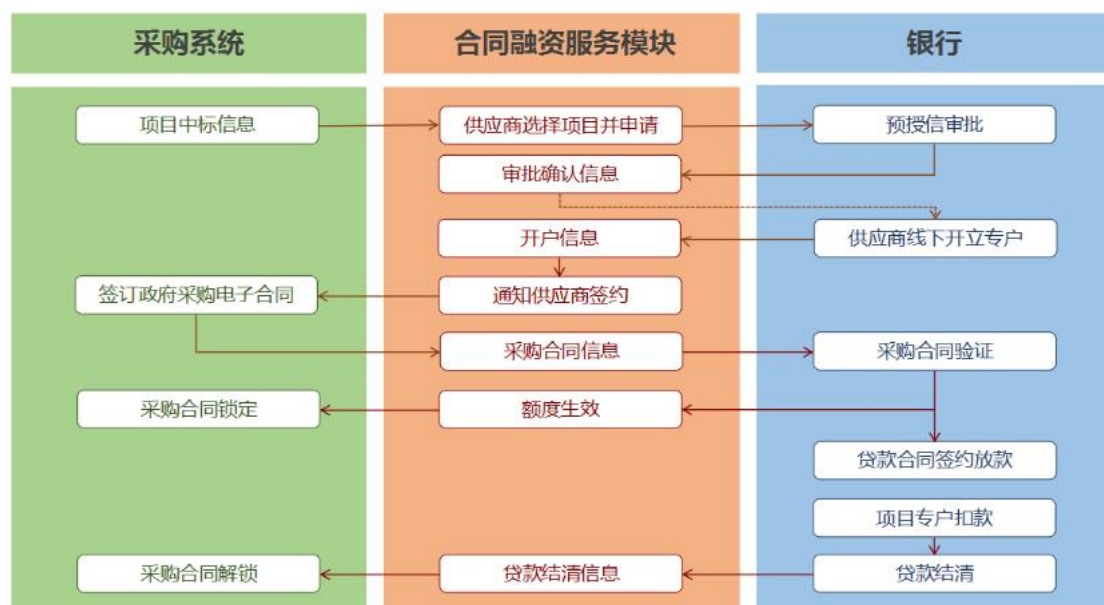 采购系统
合同融资服务模块
银行
项目中标信息
供应商选择项目并申请
预授信审批
审批确认信息
开户信息
供应商线下开立专户
签订政府采购电子合同
通知供应商签约
采购合同信息
采购合同验证
采购合同锁定
额度生效
贷款合同签约放款
项目专户扣款
采购合同解锁
贷款结清信息
贷款结清